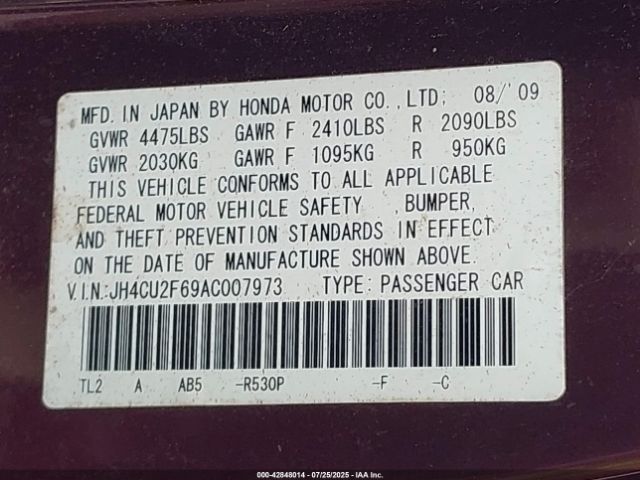 MFD. IN JAPAN BY HONDA MOTOR CO.,LTD; 08/'09
GVWR 4475LBS GAWR F 2410LBS R 2090LBS
GVWR 2030KG GAWR F 1095KG R 950KG
THIS VEHICLE CONFORMS TO ALL APPLICABLE
FEDERAL MOTOR VEHICLE SAFETY ,BUMPER,
AND THEFT PREVENTION STANDARDS IN EFFECT
ON THE DATE OF MANUFACTURE SHOWN ABOVE.
V.I.N.:JH4CU2F69AC007973 TYPE: PASSENGER CAR
TL2 A AB5 -R530P -F -C
000-42848014 - 07/25/2025 - IAA Inc.